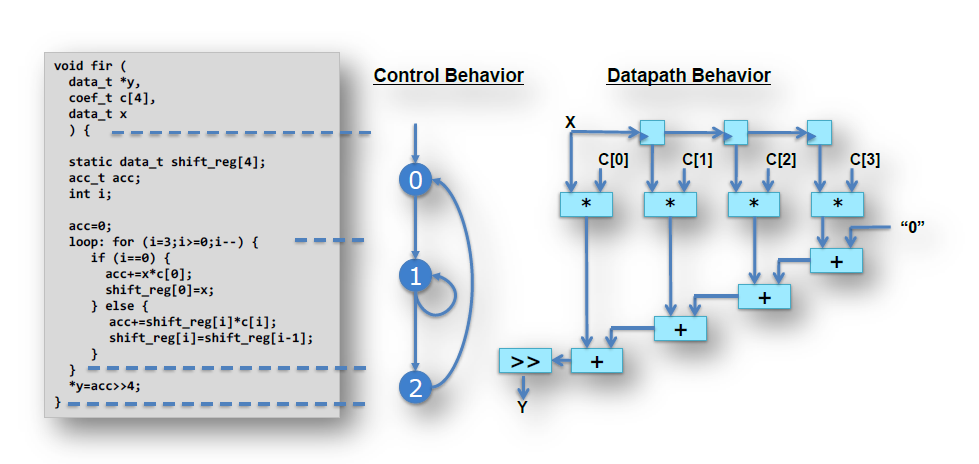 void fir (
data_t *y,
coef_t c[4],
data_t x
) {
static data_t shift_reg[4];
acc_t acc;
int i;
acc=0;
loop: for (i=3;i>=0;i--) {
if (i==0) {
acc+=x*c[0];
shift_reg[0]=x;
} else {
acc+=shift_reg[i]*c[i];
shift_reg[i]=shift_reg[i-1];
}
}
*y=acc>>4;
}
Control Behavior
0
1
2
Datapath Behavior
X
C[0] C[1] C[2] C[3]
* * * *
“0”
+
+
+
>> +
Y